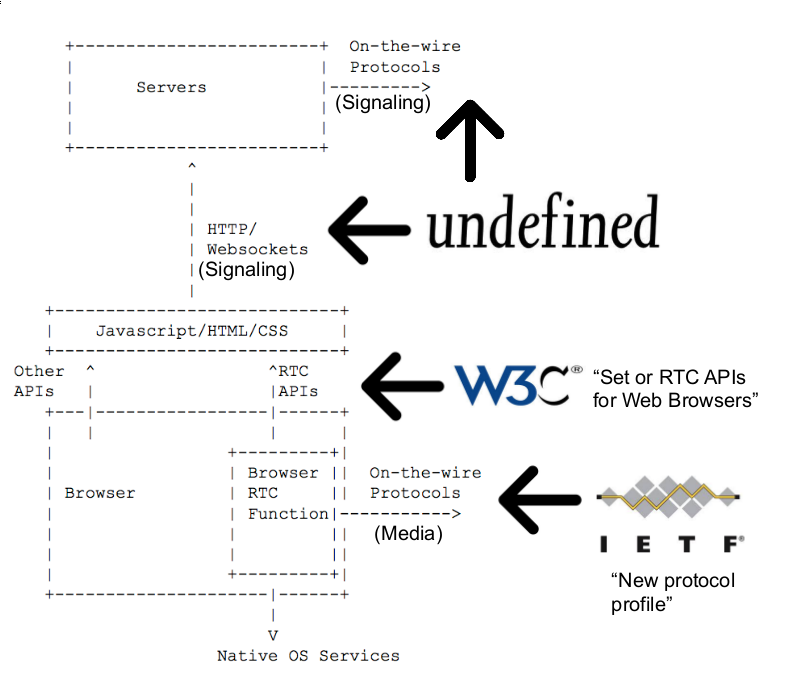 On-the-wire
Protocols
Servers
(Signaling)
undefined
HTTP/
Websockets
(Signaling)
Javascript/HTML/CSS
Other
APIs
RTC
APIs
W3C®
“Set or RTC APIs
for Web Browsers”
Browser
Browser
RTC
Function
On-the-wire
Protocols
(Media)
IETF®
“New protocol
profile”
Native OS Services